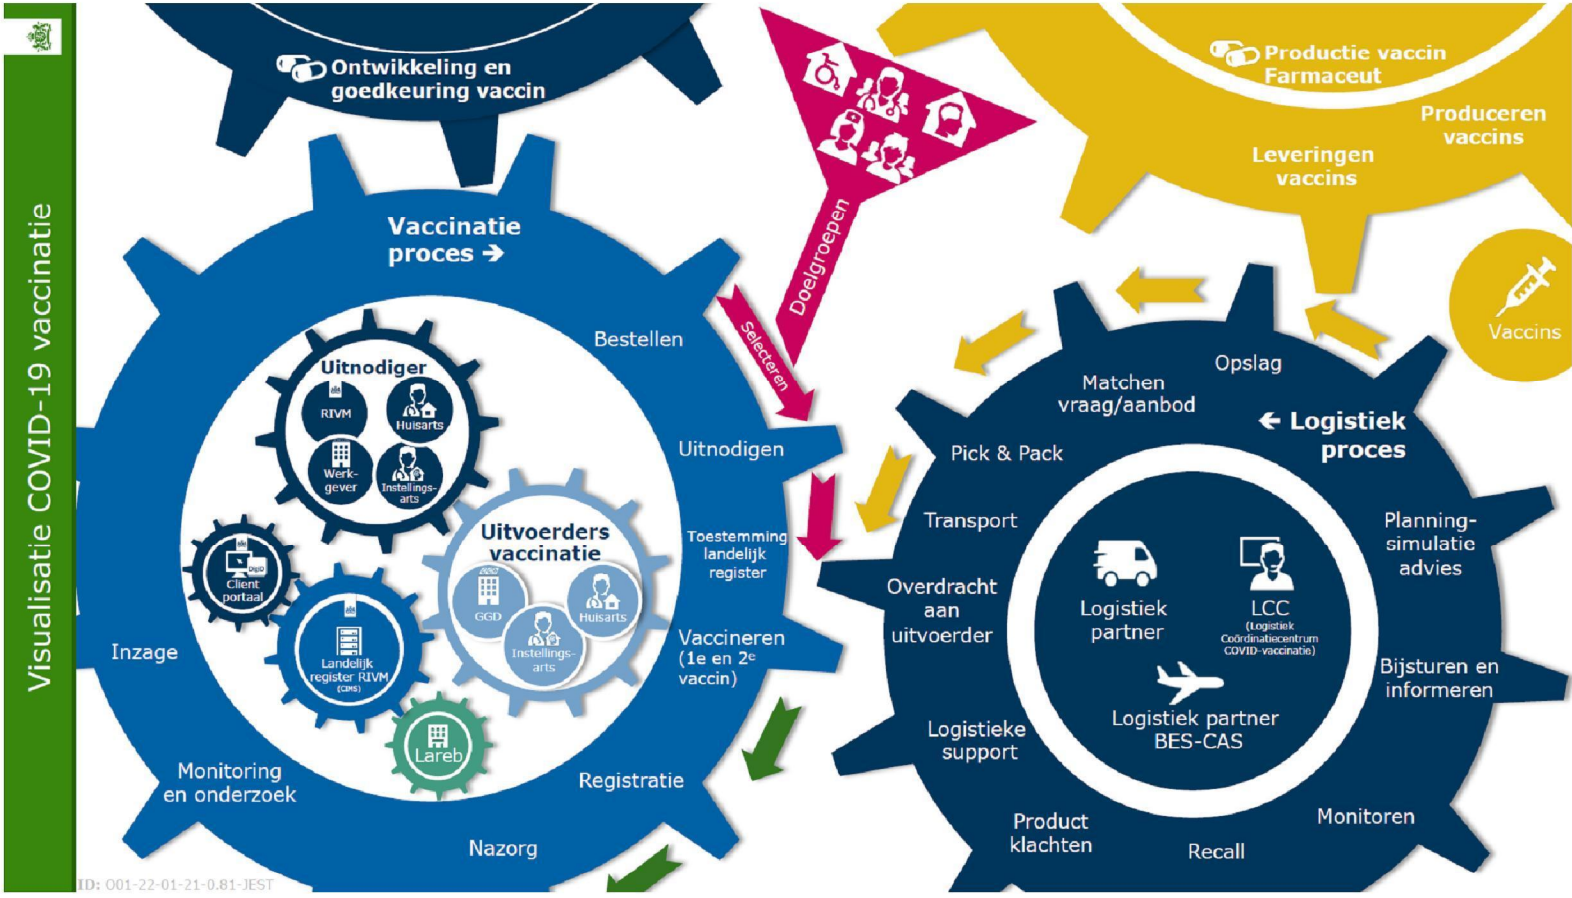 Visualisatie COVID-19 vaccinatie
Ontwikkeling en
goedkeuring vaccin
Productie vaccin
Farmaceut
Produceren
vaccins
Leveringen
vaccins
Vaccins
Doelgroepen
Selecteren
Vaccinatie
proces →
Bestellen
Uitnodigen
Toestemming
landelijk
register
Vaccineren
(1e en 2e
vaccin)
Registratie
Nazorg
Monitoring
en onderzoek
Inzage
Uitnodiger
RIVM
Huisarts
Werk-
gever
Instellings-
arts
Uitvoerders
vaccinatie
GGD
Huisarts
Instellings-
arts
DigiD
Client
portaal
Landelijk
register RIVM
(CIMS)
Lareb
← Logistiek
proces
Opslag
Matchen
vraag/aanbod
Pick & Pack
Transport
Overdracht
aan
uitvoerder
Logistieke
support
Product
klachten
Recall
Monitoren
Bijsturen en
informeren
Planning-
simulatie
advies
Logistiek
partner
LCC
(Logistiek
Coördinatiecentrum
COVID-vaccinatie)
Logistiek partner
BES-CAS
ID: O01-22-01-21-0.81-JEST